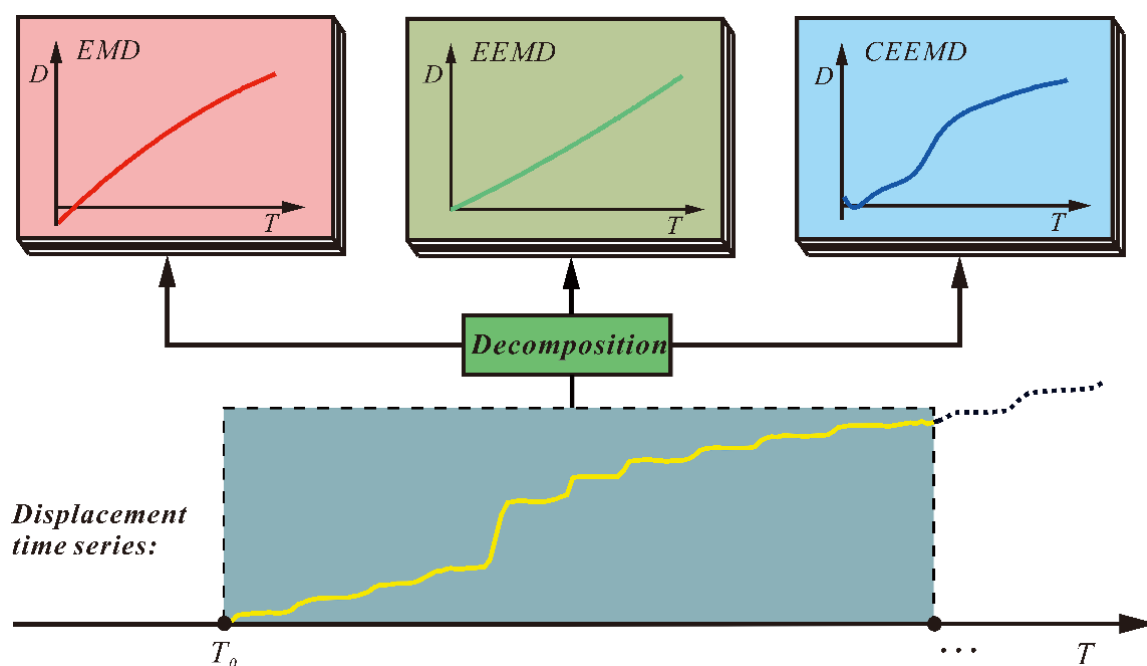 EMD
D
T
EEMD
D
T
CEEMD
D
T
Decomposition
Displacement
time series:
T₀
...
T